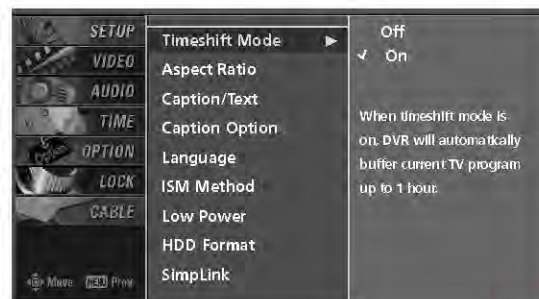 SETUP
VIDEO
AUDIO
TIME
OPTION
LOCK
CABLE
Move MENU Prev
Timeshift Mode
Aspect Ratio
Caption/Text
Caption Option
Language
ISM Method
Low Power
HDD Format
SimpLink
Off
✓ On
When timeshift mode is
on. DVR will automatically
buffer current TV program
up to 1 hour.